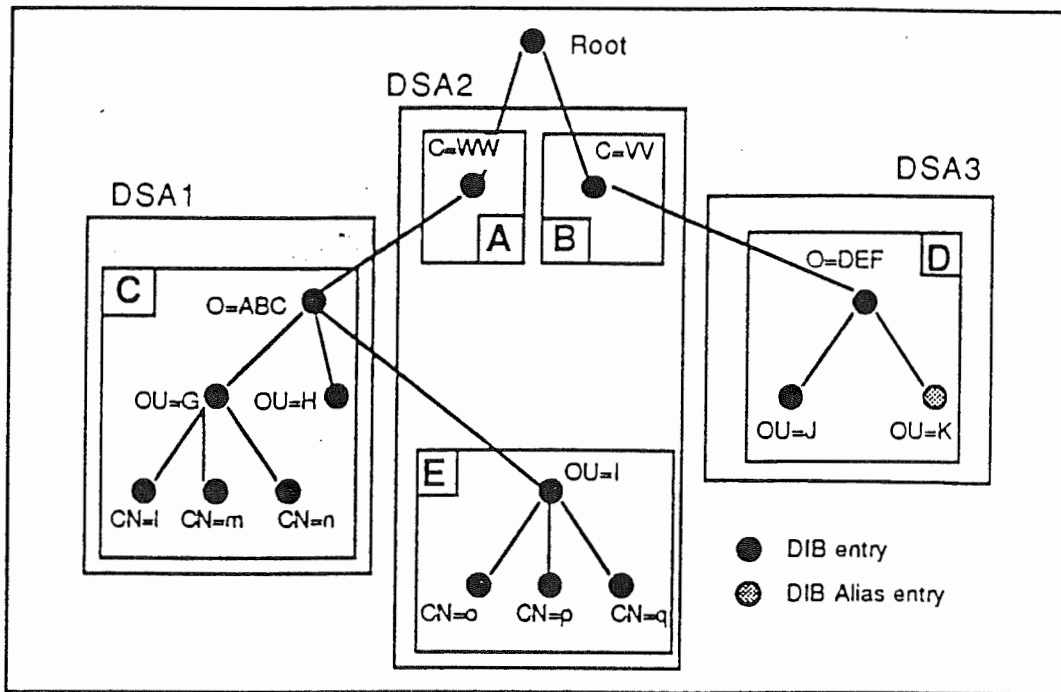 Root
DSA2
C=WW
C=VV
DSA3
DSA1
A
B
O=DEF
D
C
O=ABC
OU=G
OU=H
OU=J
OU=K
E
OU=I
CN=l
CN=m
CN=n
DIB entry
DIB Alias entry
CN=o
CN=p
CN=q